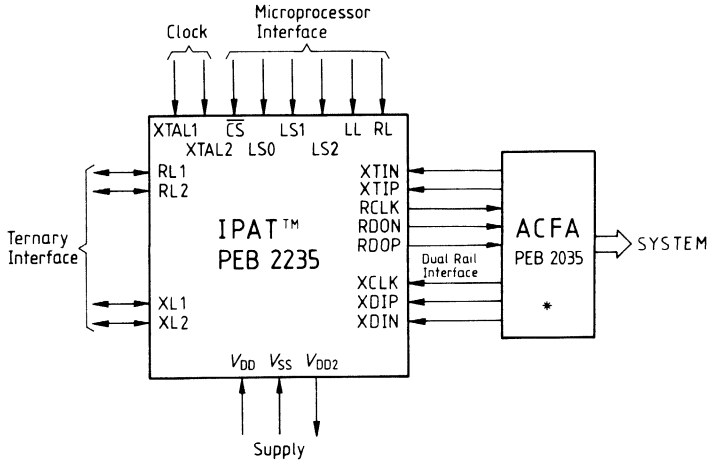 Microprocessor
Interface
Clock
XTAL1 C̅S̅ LS1 LL RL
XTAL2 LS0 LS2
RL1
RL2
Ternary
Interface
XL1
XL2
IPAT™
PEB 2235
XTIN
XTIP
RCLK
RDON
RDOP
Dual Rail
Interface
XCLK
XDIP
XDIN
ACFA
PEB 2035
*
SYSTEM
VDD VSS VDD2
Supply